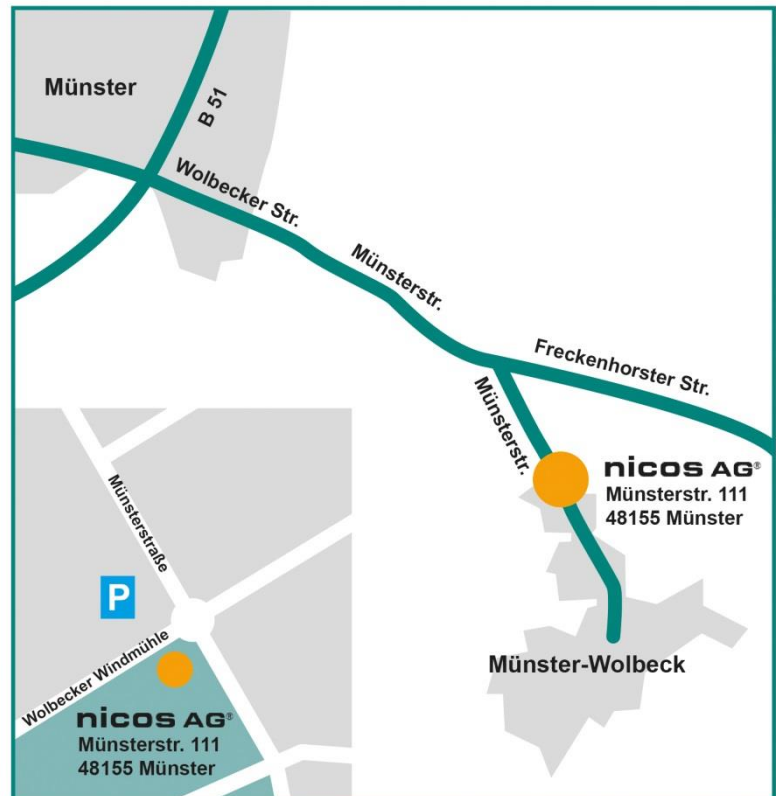 Münster
B 51
Wolbecker Str.
Münsterstr.
Freckenhorster Str.
Münsterstr.
nicos AG®
Münsterstr. 111
48155 Münster
Münster-Wolbeck
Münsterstraße
P
Wolbecker Windmühle
nicos AG®
Münsterstr. 111
48155 Münster